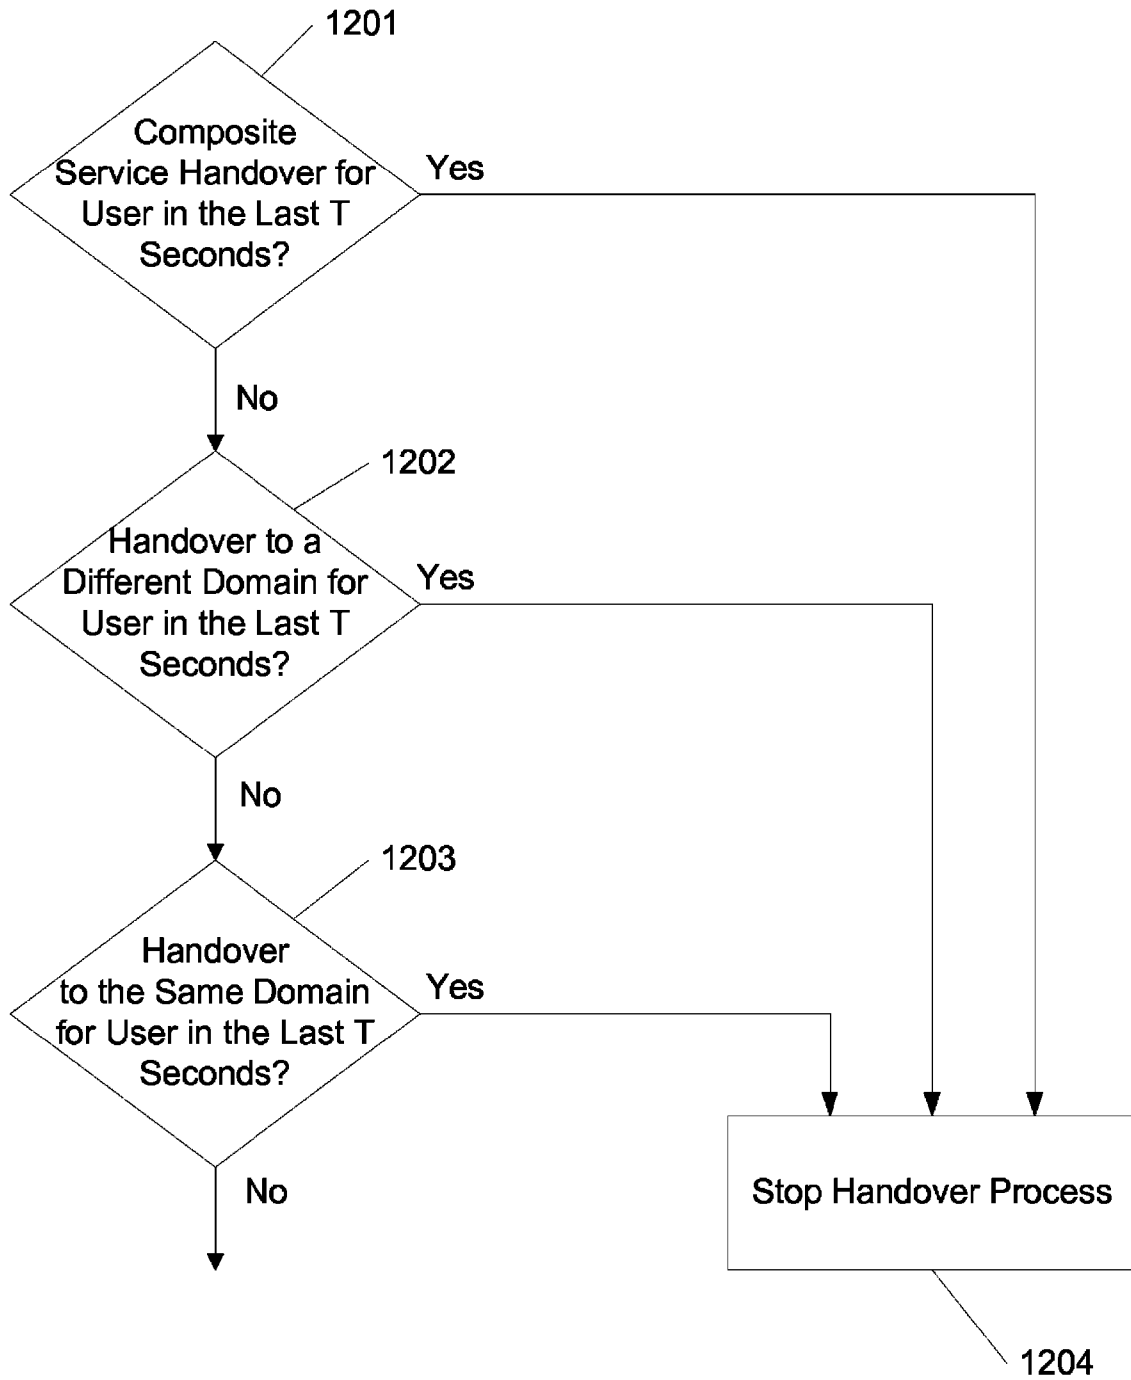 1201
Composite
Service Handover for
User in the Last T
Seconds?
Yes
No
1202
Handover to a
Different Domain for
User in the Last T
Seconds?
Yes
No
1203
Handover
to the Same Domain
for User in the Last T
Seconds?
Yes
No
Stop Handover Process
1204